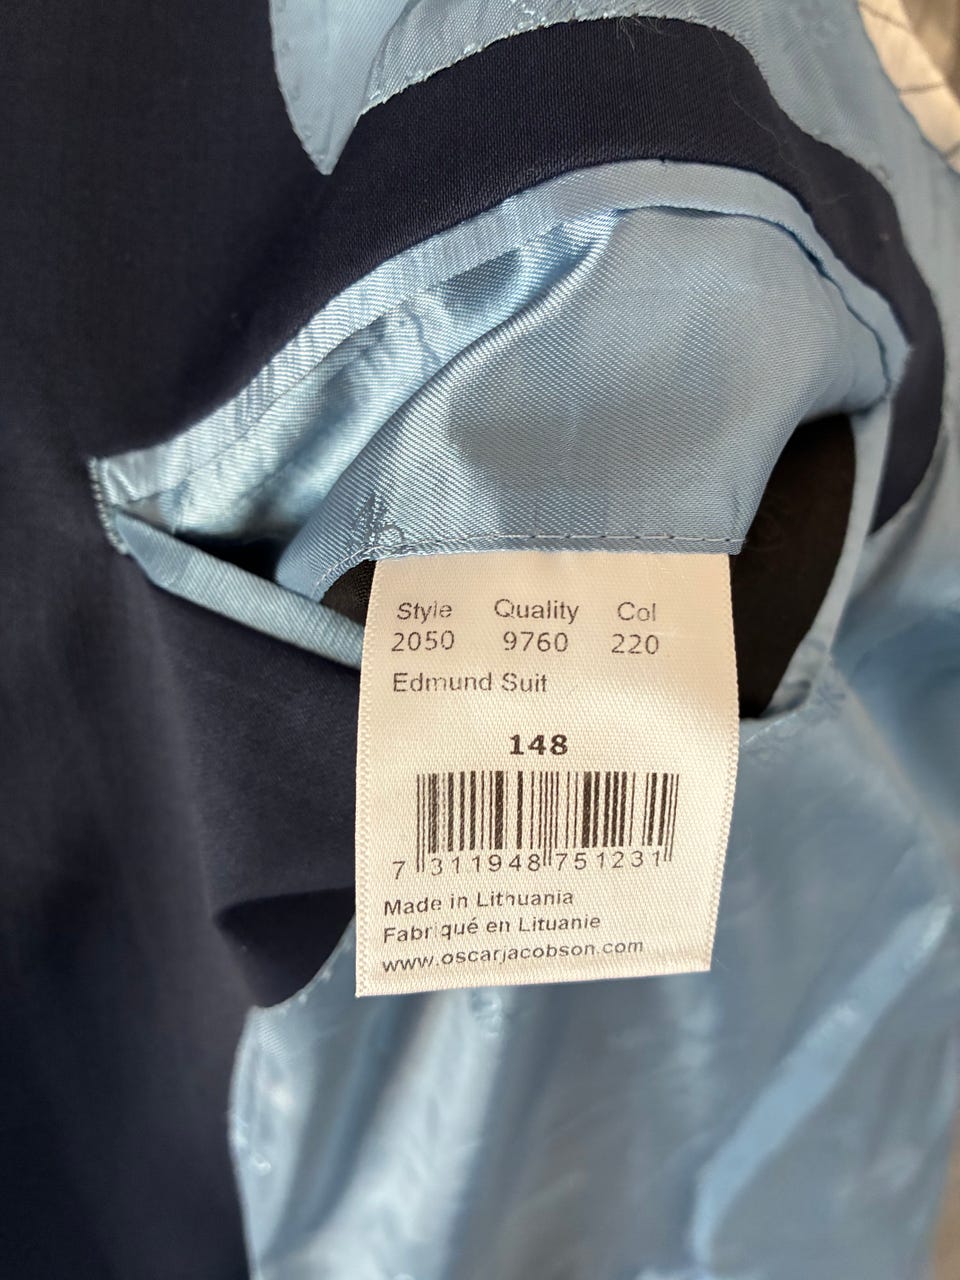 Style Quality Col
2050 9760 220
Edmund Suit
148
7 311948 751231
Made in Lithuania
Fabriqué en Lituanie
www.oscarjacobson.com